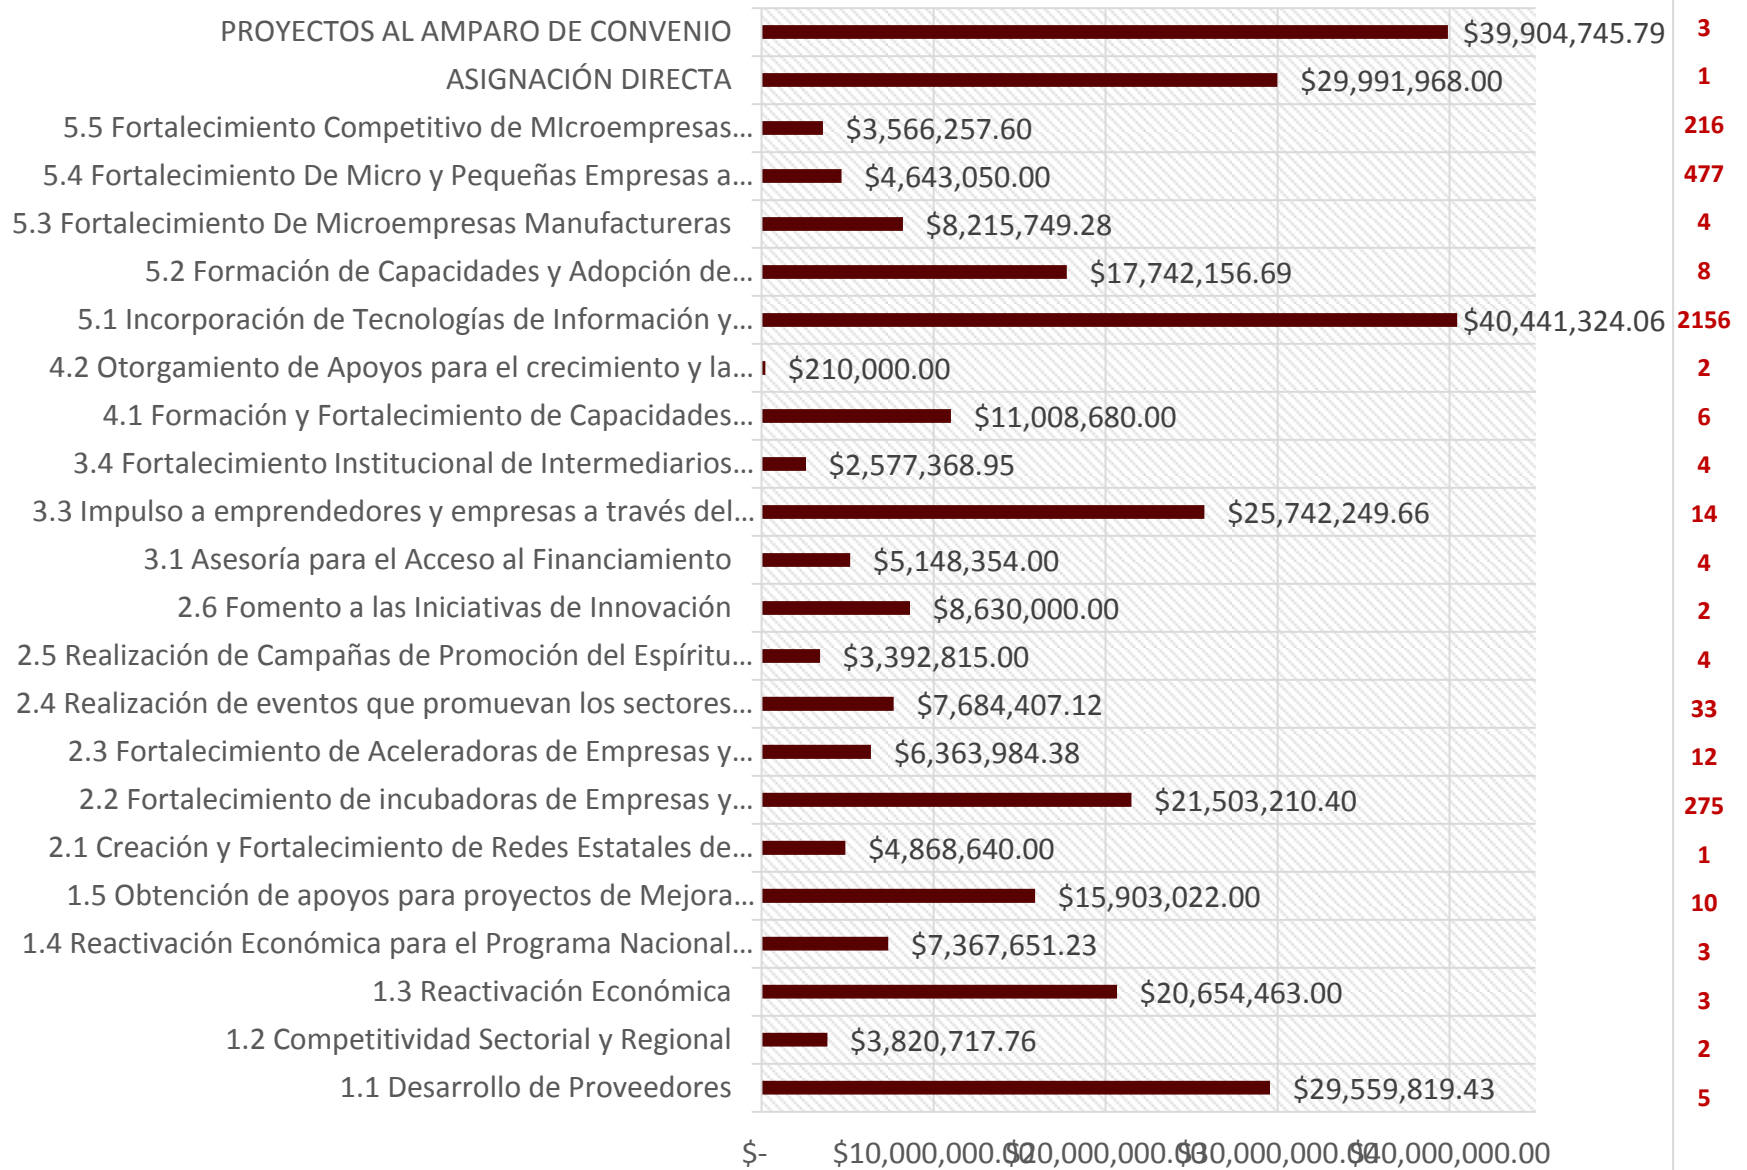 PROYECTOS AL AMPARO DE CONVENIO $39,904,745.79 3
ASIGNACIÓN DIRECTA $29,991,968.00 1
5.5 Fortalecimiento Competitivo de MIcroempresas... $3,566,257.60 216
5.4 Fortalecimiento De Micro y Pequeñas Empresas a... $4,643,050.00 477
5.3 Fortalecimiento De Microempresas Manufactureras $8,215,749.28 4
5.2 Formación de Capacidades y Adopción de... $17,742,156.69 8
5.1 Incorporación de Tecnologías de Información y... $40,441,324.06 2156
4.2 Otorgamiento de Apoyos para el crecimiento y la... $210,000.00 2
4.1 Formación y Fortalecimiento de Capacidades... $11,008,680.00 6
3.4 Fortalecimiento Institucional de Intermediarios... $2,577,368.95 4
3.3 Impulso a emprendedores y empresas a través del... $25,742,249.66 14
3.1 Asesoría para el Acceso al Financiamiento $5,148,354.00 4
2.6 Fomento a las Iniciativas de Innovación $8,630,000.00 2
2.5 Realización de Campañas de Promoción del Espíritu... $3,392,815.00 4
2.4 Realización de eventos que promuevan los sectores... $7,684,407.12 33
2.3 Fortalecimiento de Aceleradoras de Empresas y... $6,363,984.38 12
2.2 Fortalecimiento de incubadoras de Empresas y... $21,503,210.40 275
2.1 Creación y Fortalecimiento de Redes Estatales de... $4,868,640.00 1
1.5 Obtención de apoyos para proyectos de Mejora... $15,903,022.00 10
1.4 Reactivación Económica para el Programa Nacional... $7,367,651.23 3
1.3 Reactivación Económica $20,654,463.00 3
1.2 Competitividad Sectorial y Regional $3,820,717.76 2
1.1 Desarrollo de Proveedores $29,559,819.43 5
$- $10,000,000.00 $20,000,000.00 $30,000,000.00 $40,000,000.00